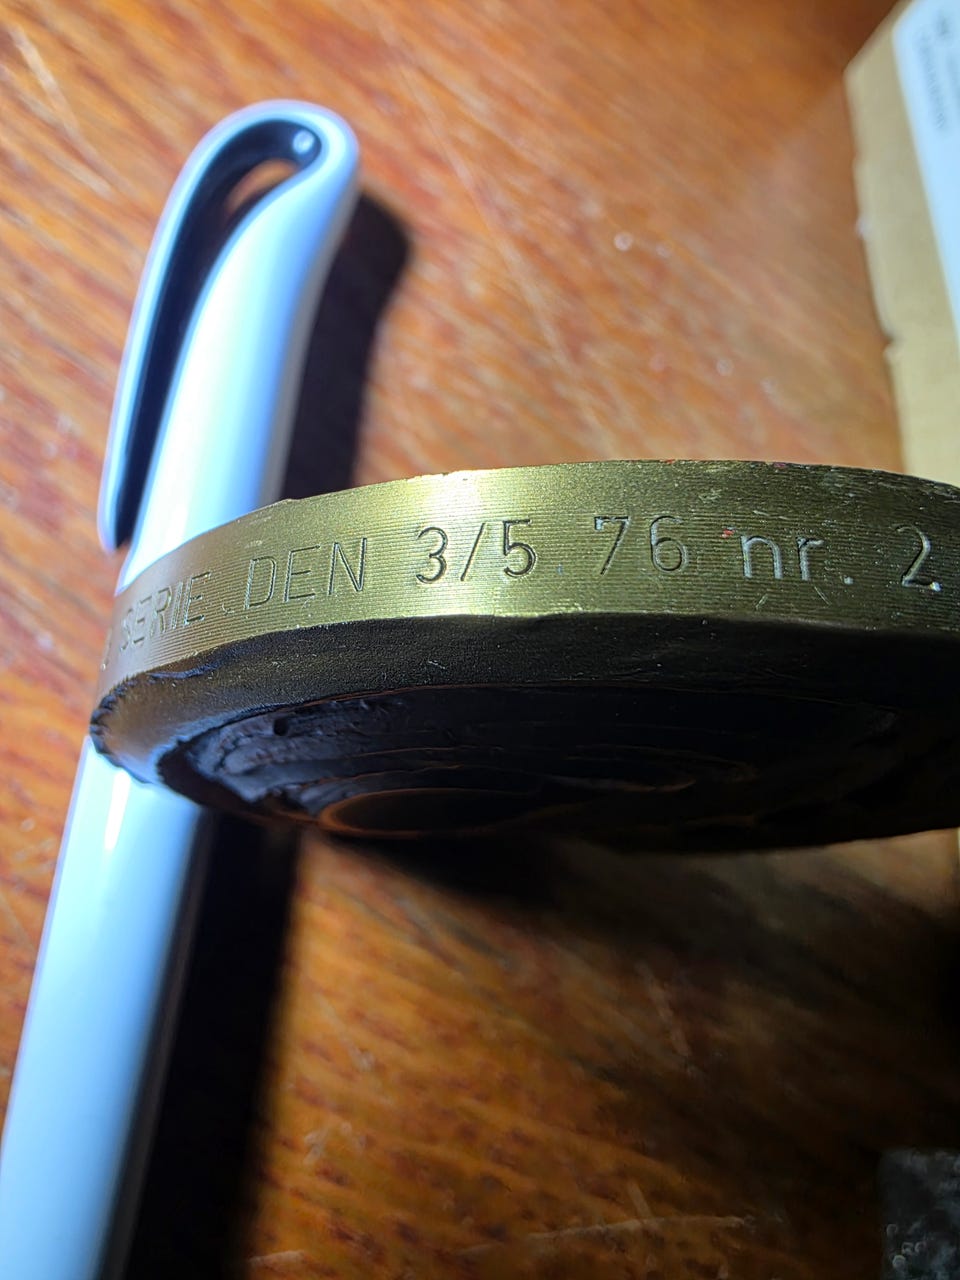 SERIE DEN 3/5 76 nr. 2.